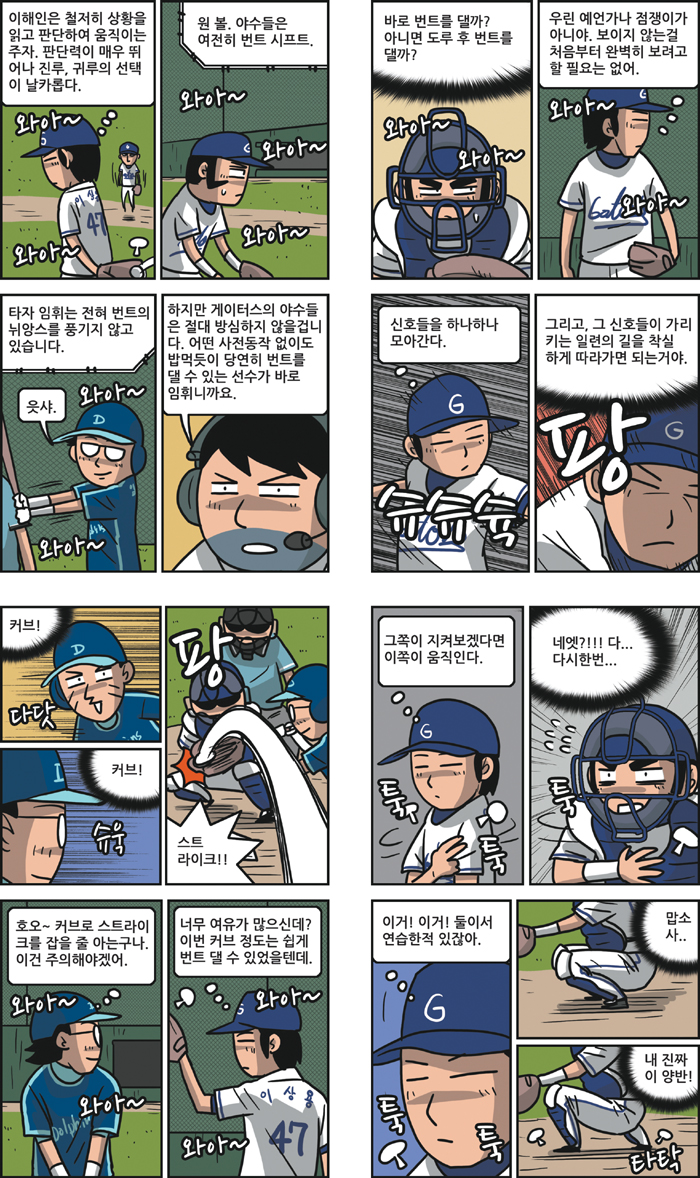 이해인은 철저히 상황을
읽고 판단하여 움직이는
주자. 판단력이 매우 뛰
어나 진루, 귀루의 선택
이 날카롭다.
와아~
G
이상용
47
와아~
원 볼. 야수들은
여전히 번트 시프트.
와아~
G
와아~
와아~
타자 임휘는 전혀 번트의
뉘앙스를 풍기지 않고
있습니다.
와아~
읏샤.
D
와아~
하지만 게이터스의 야수들
은 절대 방심하지 않을겁니
다. 어떤 사전동작 없이도
밥먹듯이 당연히 번트를
댈 수 있는 선수가 바로
임휘니까요.
바로 번트를 댈까?
아니면 도루 후 번트를
댈까?
와아~
와아~
우린 예언가나 점쟁이가
아니야. 보이지 않는걸
처음부터 완벽히 보려고
할 필요는 없어.
G
와아~
와아~
신호들을 하나하나
모아간다.
G
슈슈슉
그리고, 그 신호들이 가리
키는 일련의 길을 착실
하게 따라가면 되는거야.
G
팡
커브!
D
다닷
커브!
D
슈욱
팡
스트
라이크!!
호오~ 커브로 스트라이
크를 잡을 줄 아는구나.
이건 주의해야겠어.
와아~
D
와아~
Dolphins
너무 여유가 많으신데?
이번 커브 정도는 쉽게
번트 댈 수 있었을텐데.
와아~
G
이상용
47
와아~
그쪽이 지켜보겠다면
이쪽이 움직인다.
G
툭
툭
네엣?!!! 다...
다시한번...
툭
툭
이거! 이거! 둘이서
연습한적 있잖아.
G
툭
툭
맙소
사..
내 진짜
이 양반!
타탁